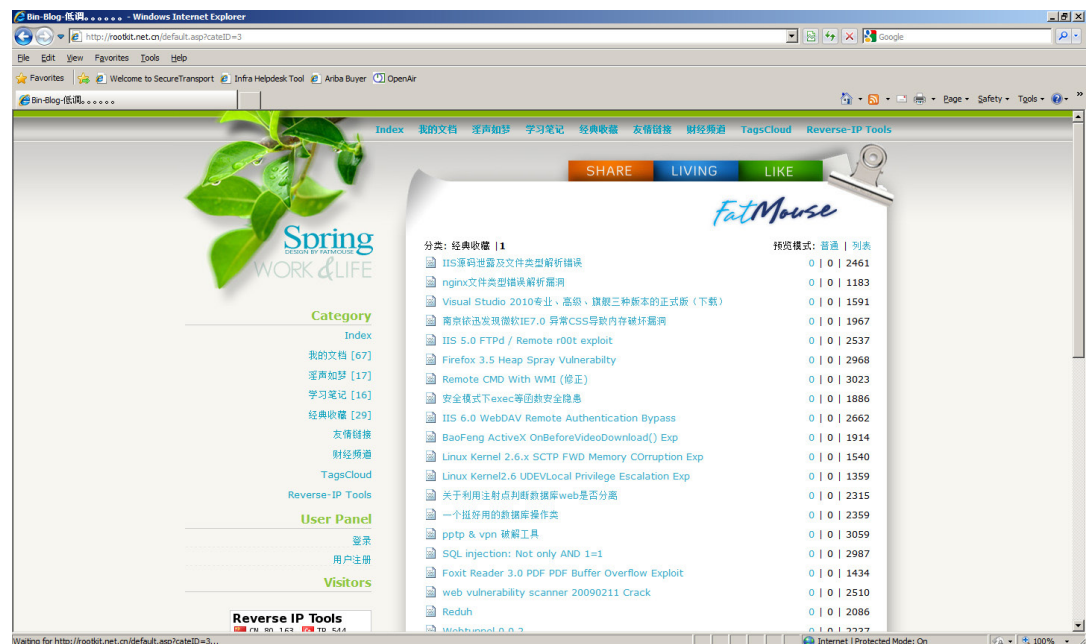 Bin-Blog-低调。。。。。。 - Windows Internet Explorer
http://rootkit.net.cn/default.asp?cateID=3
Google
File Edit View Favorites Tools Help
Favorites Welcome to SecureTransport Infra Helpdesk Tool Ariba Buyer OpenAir
Bin-Blog-低调。。。。。。
Page Safety Tools
Index 我的文档 淫声如梦 学习笔记 经典收藏 友情链接 财经频道 TagsCloud Reverse-IP Tools
SHARE LIVING LIKE
FatMouse
Spring
DESIGN BY FATMOUSE
WORK & LIFE
Category
Index
我的文档 [67]
淫声如梦 [17]
学习笔记 [16]
经典收藏 [29]
友情链接
财经频道
TagsCloud
Reverse-IP Tools
User Panel
登录
用户注册
Visitors
Reverse IP Tools
CN 80,163 TR 544
分类: 经典收藏 | 1
预览模式: 普通 | 列表
IIS源码泄露及文件类型解析错误 0 | 0 | 2461
nginx文件类型错误解析漏洞 0 | 0 | 1183
Visual Studio 2010专业、高级、旗舰三种版本的正式版（下载） 0 | 0 | 1591
南京铱迅发现微软IE7.0 异常CSS导致内存破坏漏洞 0 | 0 | 1967
IIS 5.0 FTPd / Remote r00t exploit 0 | 0 | 2537
Firefox 3.5 Heap Spray Vulnerabilty 0 | 0 | 2968
Remote CMD With WMI (修正) 0 | 0 | 3023
安全模式下exec等函数安全隐患 0 | 0 | 1886
IIS 6.0 WebDAV Remote Authentication Bypass 0 | 0 | 2662
BaoFeng ActiveX OnBeforeVideoDownload() Exp 0 | 0 | 1914
Linux Kernel 2.6.x SCTP FWD Memory COrruption Exp 0 | 0 | 1540
Linux Kernel2.6 UDEVLocal Privilege Escalation Exp 0 | 0 | 1359
关于利用注射点判断数据库web是否分离 0 | 0 | 2315
一个挺好用的数据库操作类 0 | 0 | 2359
pptp & vpn 破解工具 0 | 0 | 3059
SQL injection: Not only AND 1=1 0 | 0 | 2987
Foxit Reader 3.0 PDF PDF Buffer Overflow Exploit 0 | 0 | 1434
web vulnerability scanner 20090211 Crack 0 | 0 | 2510
Reduh 0 | 0 | 2086
Webtunnel 0.0.2 0 | 0 | 2237
Waiting for http://rootkit.net.cn/default.asp?cateID=3...
Internet | Protected Mode: On
100%